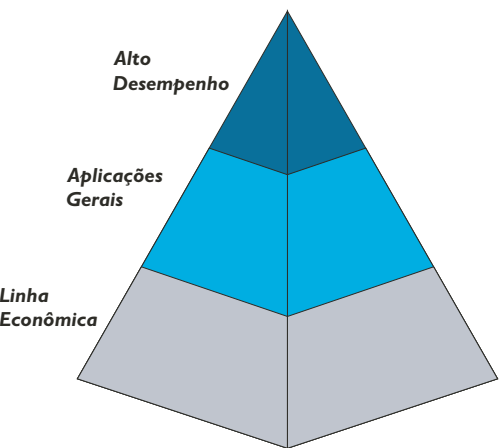 Alto
Desempenho
Aplicações
Gerais
Linha
Econômica